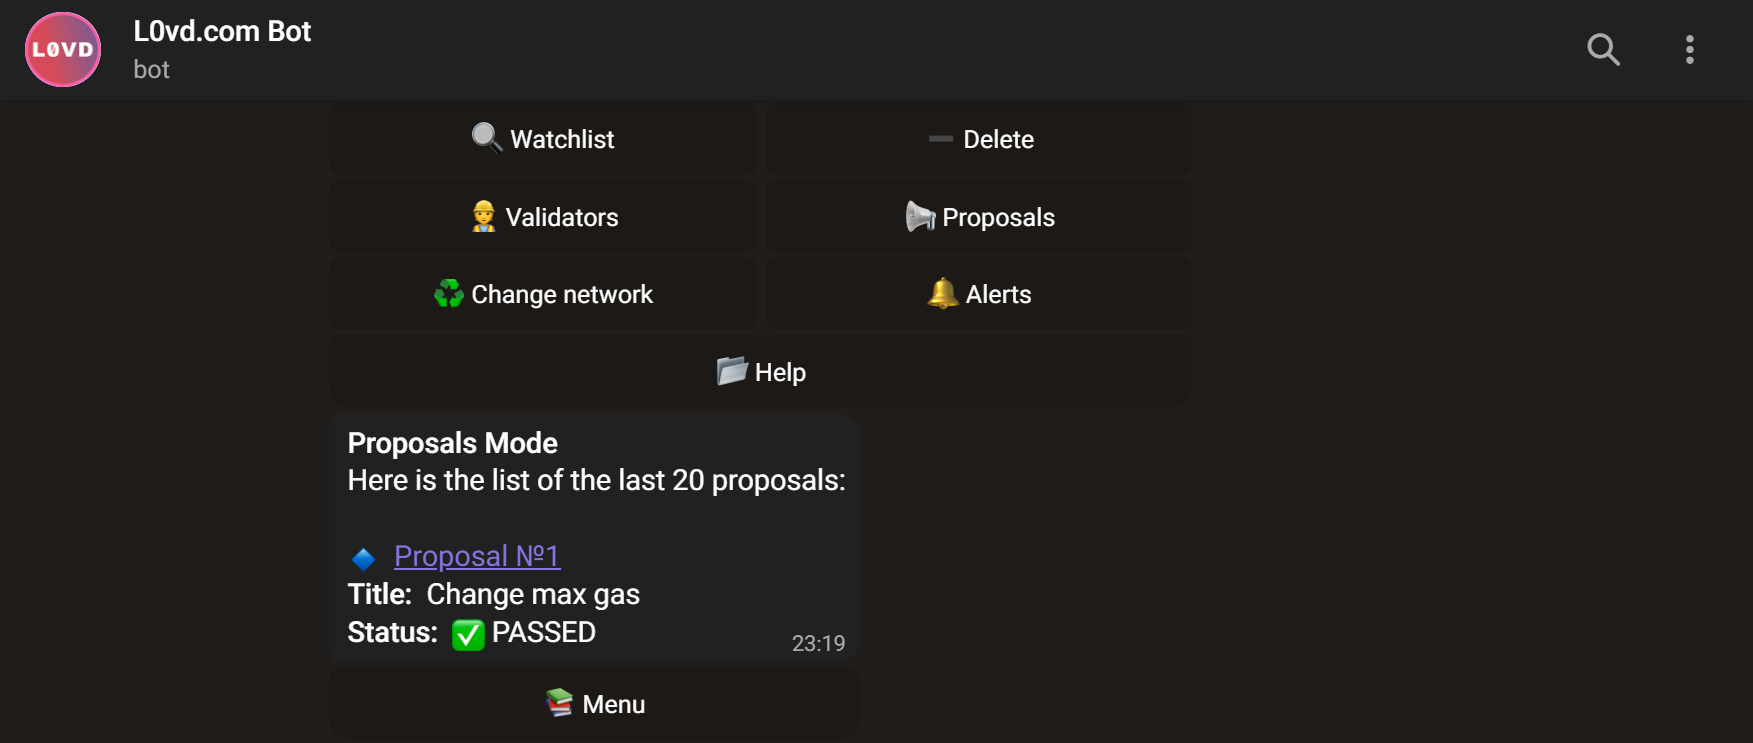 L0VD
L0vd.com Bot
bot
Watchlist
Delete
Validators
Proposals
Change network
Alerts
Help
Proposals Mode
Here is the list of the last 20 proposals:
Proposal №1
Title: Change max gas
Status: ✅ PASSED
23:19
Menu